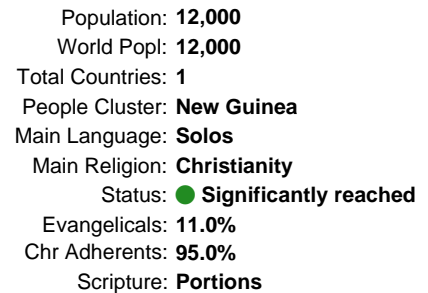 Population: 12,000
World Popl: 12,000
Total Countries: 1
People Cluster: New Guinea
Main Language: Solos
Main Religion: Christianity
Status: Significantly reached
Evangelicals: 11.0%
Chr Adherents: 95.0%
Scripture: Portions